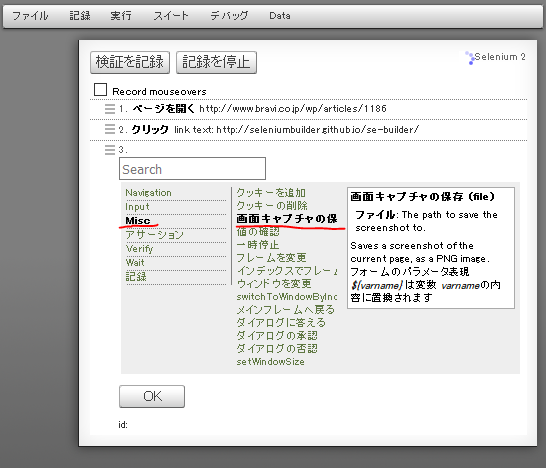 ファイル 記録 実行 スイート デバッグ Data
検証を記録 記録を停止 Selenium 2
Record mouseovers
1. ページを開く http://www.bravi.co.jp/wp/articles/1186
2. クリック link text: http://seleniumbuilder.github.io/se-builder/
3.
Search
Navigation
Input
Misc
アサーション
Verify
Wait
記録
クッキーを追加
クッキーの削除
画面キャプチャの保
値の確認
一時停止
フレームを変更
インデックスでフレーム
ウィンドウを変更
switchToWindowByInd
メインフレームへ戻る
ダイアログに答える
ダイアログの承認
ダイアログの否認
setWindowSize
画面キャプチャの保存 (file)
ファイル: The path to save the
screenshot to.
Saves a screenshot of the
current page, as a PNG image.
フォームのパラメータ表現
${varname} は変数 varnameの内
容に置換されます
OK
id: